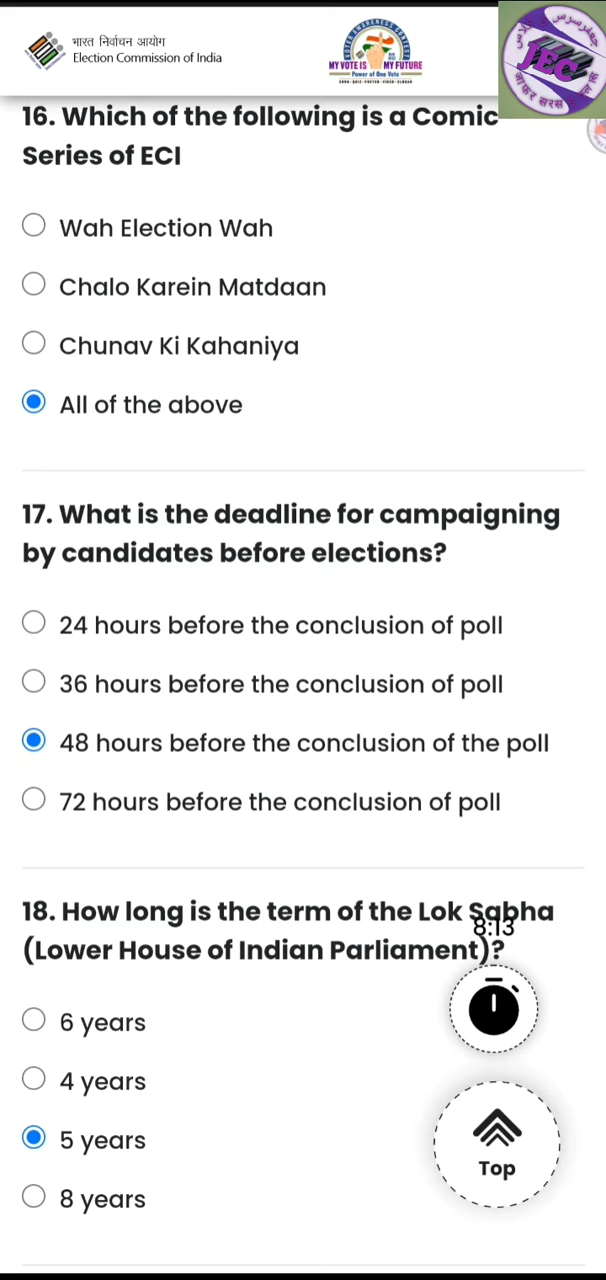 भारत निर्वाचन आयोग
Election Commission of India
MY VOTE IS MY FUTURE
Power of One Vote
JEC
16. Which of the following is a Comic
Series of ECI
Wah Election Wah
Chalo Karein Matdaan
Chunav Ki Kahaniya
All of the above
17. What is the deadline for campaigning
by candidates before elections?
24 hours before the conclusion of poll
36 hours before the conclusion of poll
48 hours before the conclusion of the poll
72 hours before the conclusion of poll
18. How long is the term of the Lok Sabha
8:13
(Lower House of Indian Parliament)?
6 years
4 years
5 years
Top
8 years